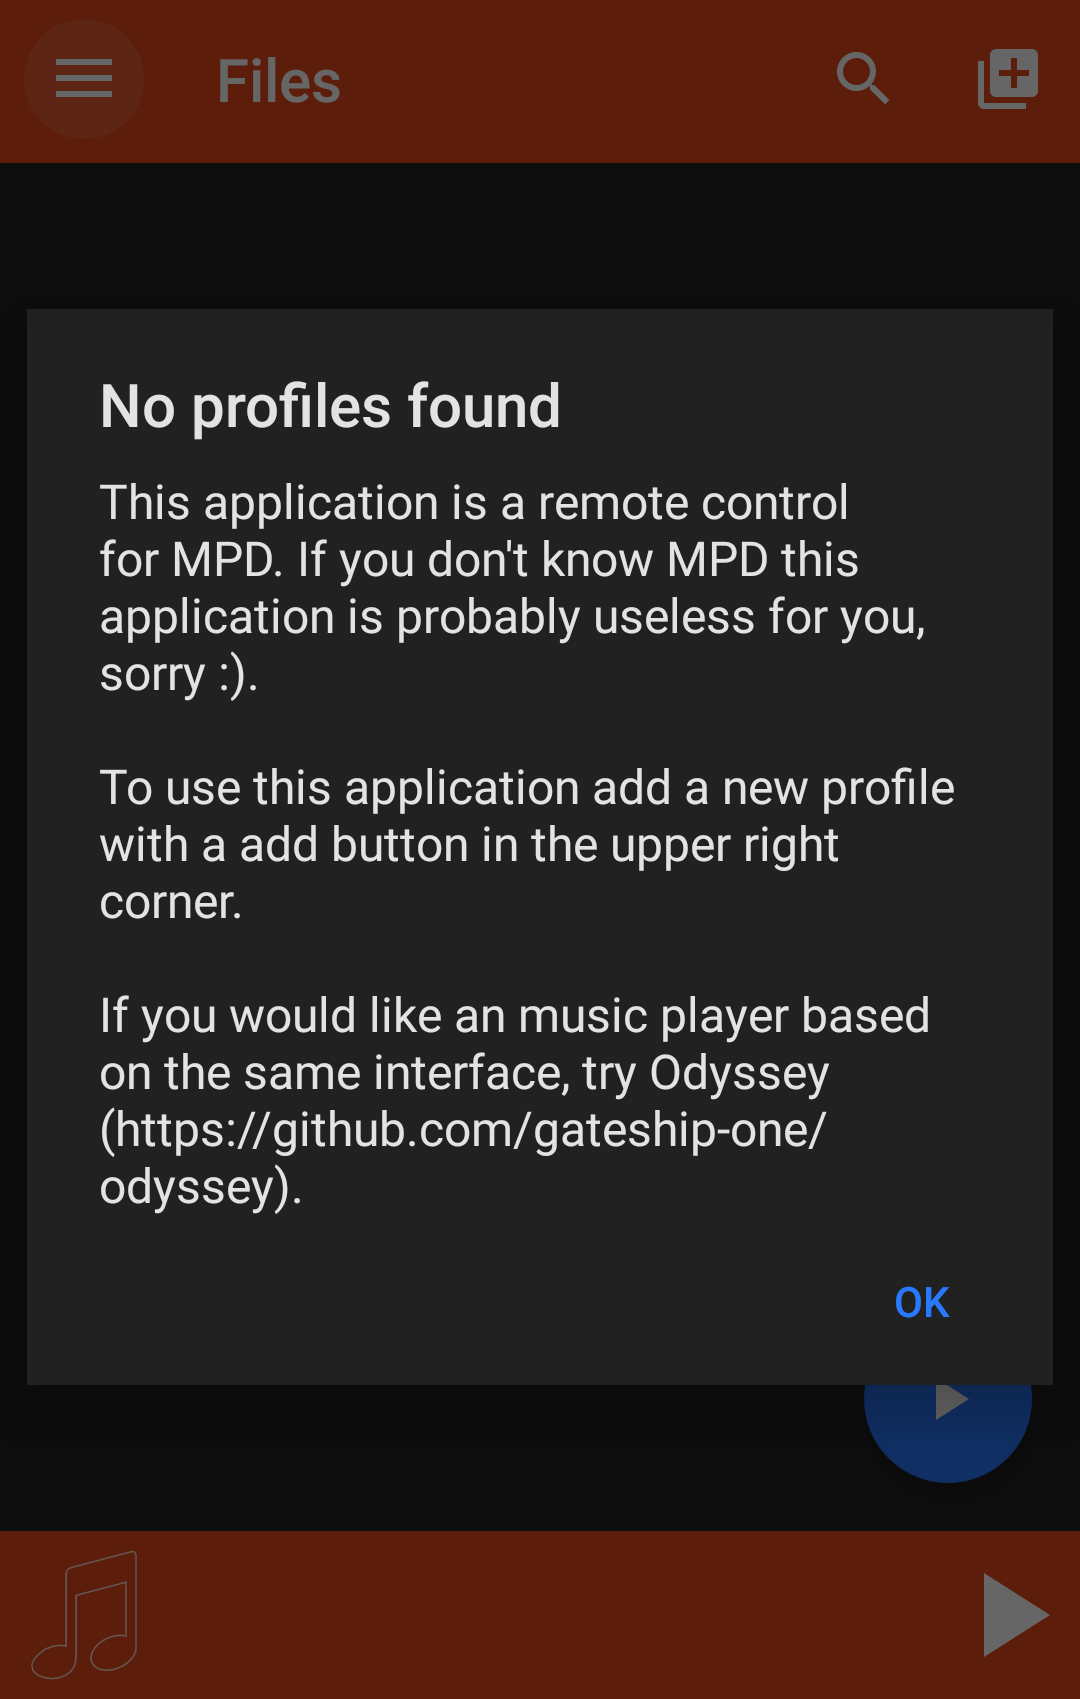 Files
No profiles found
This application is a remote control
for MPD. If you don't know MPD this
application is probably useless for you,
sorry :).
To use this application add a new profile
with a add button in the upper right
corner.
If you would like an music player based
on the same interface, try Odyssey
(https://github.com/gateship-one/
odyssey).
OK